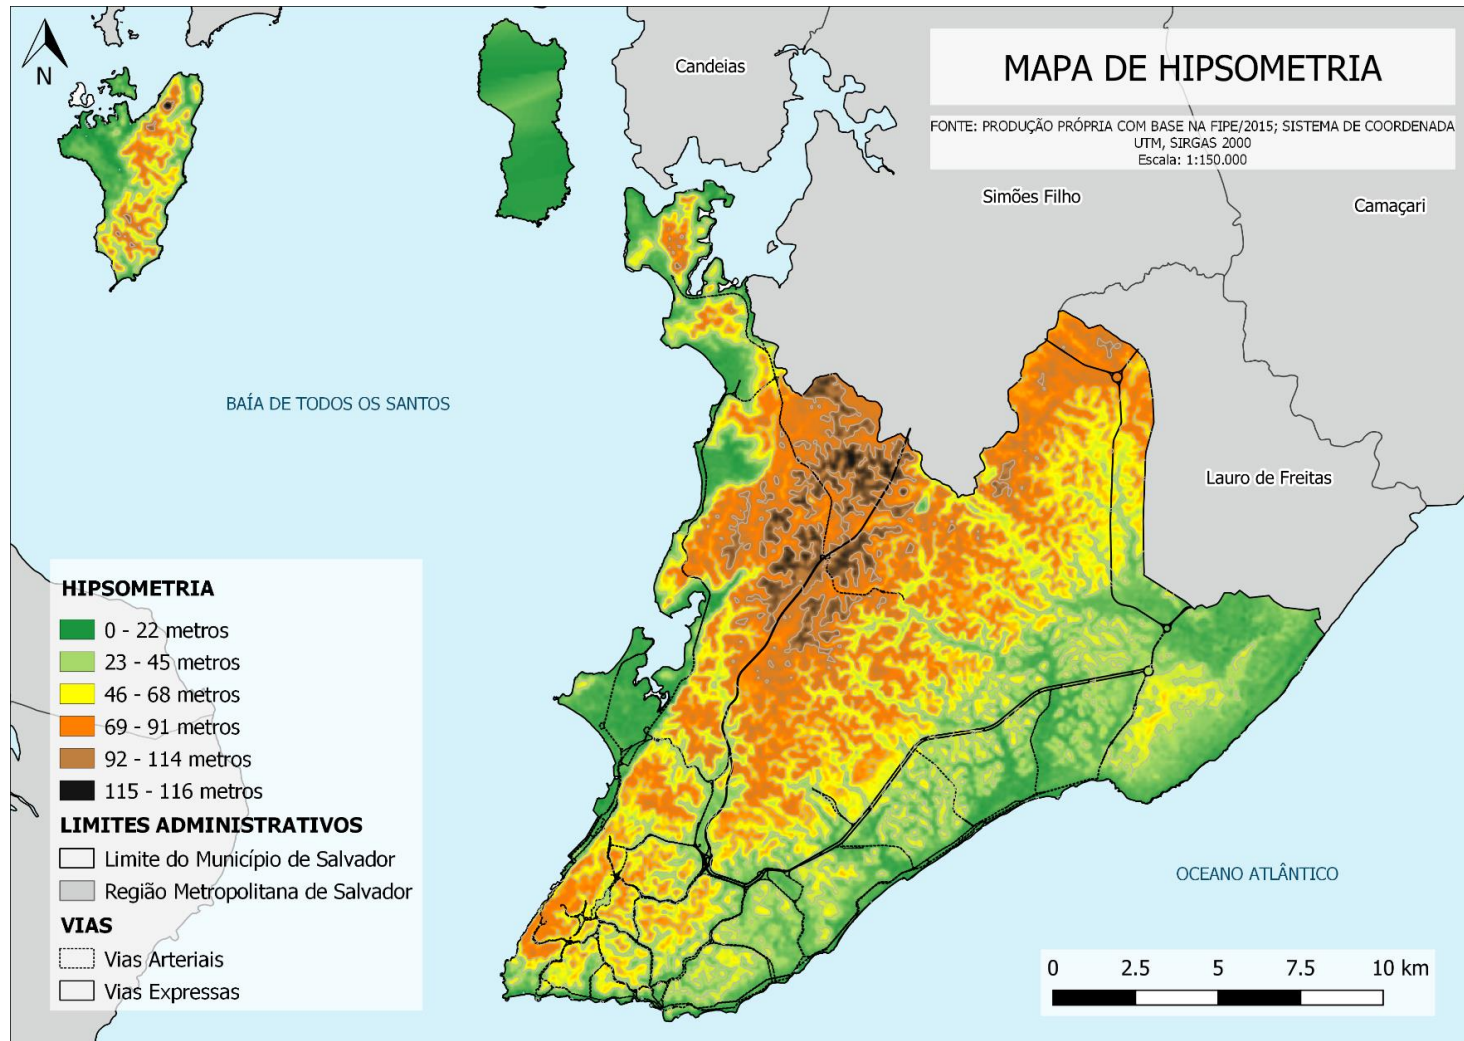 N
Candeias
MAPA DE HIPSOMETRIA
FONTE: PRODUÇÃO PRÓPRIA COM BASE NA FIPE/2015; SISTEMA DE COORDENADA
UTM, SIRGAS 2000
Escala: 1:150.000
Simões Filho
Camaçari
BAÍA DE TODOS OS SANTOS
Lauro de Freitas
HIPSOMETRIA
0 - 22 metros
23 - 45 metros
46 - 68 metros
69 - 91 metros
92 - 114 metros
115 - 116 metros
LIMITES ADMINISTRATIVOS
Limite do Município de Salvador
Região Metropolitana de Salvador
VIAS
Vias Arteriais
Vias Expressas
OCEANO ATLÂNTICO
0 2.5 5 7.5 10 km